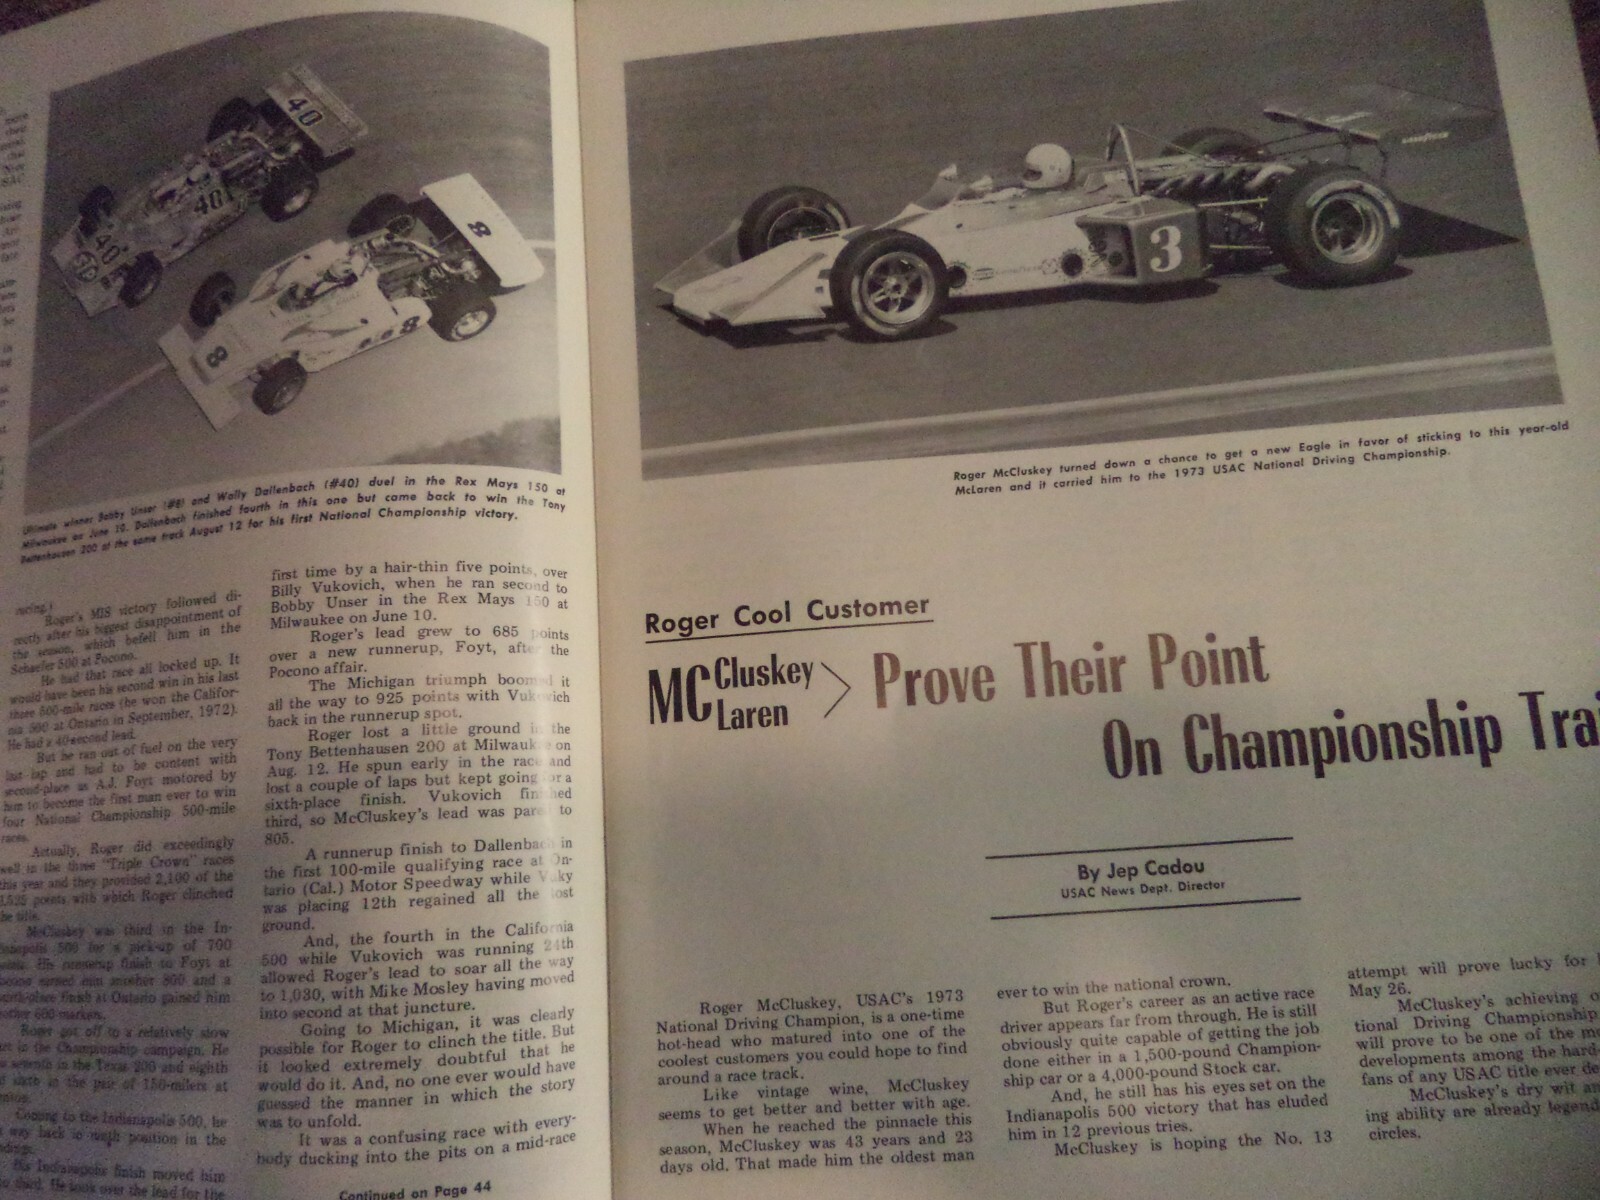 40
40
40
STP
8
8
8
Ultimate winner Bobby Unser (#8) and Wally Dallenbach (#40) duel in the Rex Mays 150 at
Milwaukee on June 10. Dallenbach finished fourth in this one but came back to win the Tony
Bettenhausen 200 at the same track August 12 for his first National Championship victory.
racing.)
Roger's MIS victory followed di-
rectly after his biggest disappointment of
the season, which befell him in the
Schaefer 500 at Pocono.
He had that race all locked up. It
would have been his second win in his last
three 500-mile races (he won the Califor-
nia 500 at Ontario in September, 1972).
He had a 40-second lead.
But he ran out of fuel on the very
last lap and had to be content with
second-place as A.J. Foyt motored by
him to become the first man ever to win
four National Championship 500-mile
races.
Actually, Roger did exceedingly
well in the three "Triple Crown" races
this year and they provided 2,100 of the
points with which Roger clinched
the title.
McCluskey was third in the In-
dianapolis 500 for a pick-up of 700
points. His runnerup finish to Foyt at
Pocono earned him another 800 and a
fourth-place finish at Ontario gained him
another 600 markers.
Roger got off to a relatively slow
start in the Championship campaign. He
was seventh in the Texas 200 and eighth
and sixth in the pair of 150-milers at
Coming to the Indianapolis 500, he
way back in ninth position in the
His Indianapolis finish moved him
to third. He took over the lead for the
first time by a hair-thin five points, over
Billy Vukovich, when he ran second to
Bobby Unser in the Rex Mays 150 at
Milwaukee on June 10.
Roger's lead grew to 685 points
over a new runnerup, Foyt, after the
Pocono affair.
The Michigan triumph boomed it
all the way to 925 points with Vukovich
back in the runnerup spot.
Roger lost a little ground in the
Tony Bettenhausen 200 at Milwaukee on
Aug. 12. He spun early in the race and
lost a couple of laps but kept going for a
sixth-place finish. Vukovich finished
third, so McCluskey's lead was pared to
805.
A runnerup finish to Dallenbach in
the first 100-mile qualifying race at On-
tario (Cal.) Motor Speedway while Vuky
was placing 12th regained all the lost
ground.
And, the fourth in the California
500 while Vukovich was running 24th
allowed Roger's lead to soar all the way
to 1,030, with Mike Mosley having moved
into second at that juncture.
Going to Michigan, it was clearly
possible for Roger to clinch the title. But
it looked extremely doubtful that he
would do it. And, no one ever would have
guessed the manner in which the story
was to unfold.
It was a confusing race with every-
body ducking into the pits on a mid-race
Continued on Page 44
3
GOODYEAR
Roger McCluskey turned down a chance to get a new Eagle in favor of sticking to this year-old
McLaren and it carried him to the 1973 USAC National Driving Championship.
Roger Cool Customer
MC Cluskey Laren > Prove Their Point
On Championship Trai
By Jep Cadou
USAC News Dept. Director
Roger McCluskey, USAC's 1973
National Driving Champion, is a one-time
hot-head who matured into one of the
coolest customers you could hope to find
around a race track.
Like vintage wine, McCluskey
seems to get better and better with age.
When he reached the pinnacle this
season, McCluskey was 43 years and 23
days old. That made him the oldest man
ever to win the national crown.
But Roger's career as an active race
driver appears far from through. He is still
obviously quite capable of getting the job
done either in a 1,500-pound Champion-
ship car or a 4,000-pound Stock car.
And, he still has his eyes set on the
Indianapolis 500 victory that has eluded
him in 12 previous tries.
McCluskey is hoping the No. 13
attempt will prove lucky for
May 26.
McCluskey's achieving
tional Driving Championship
will prove to be one of the
developments among the hard-
fans of any USAC title ever
McCluskey's dry wit
ing ability are already legend
circles.